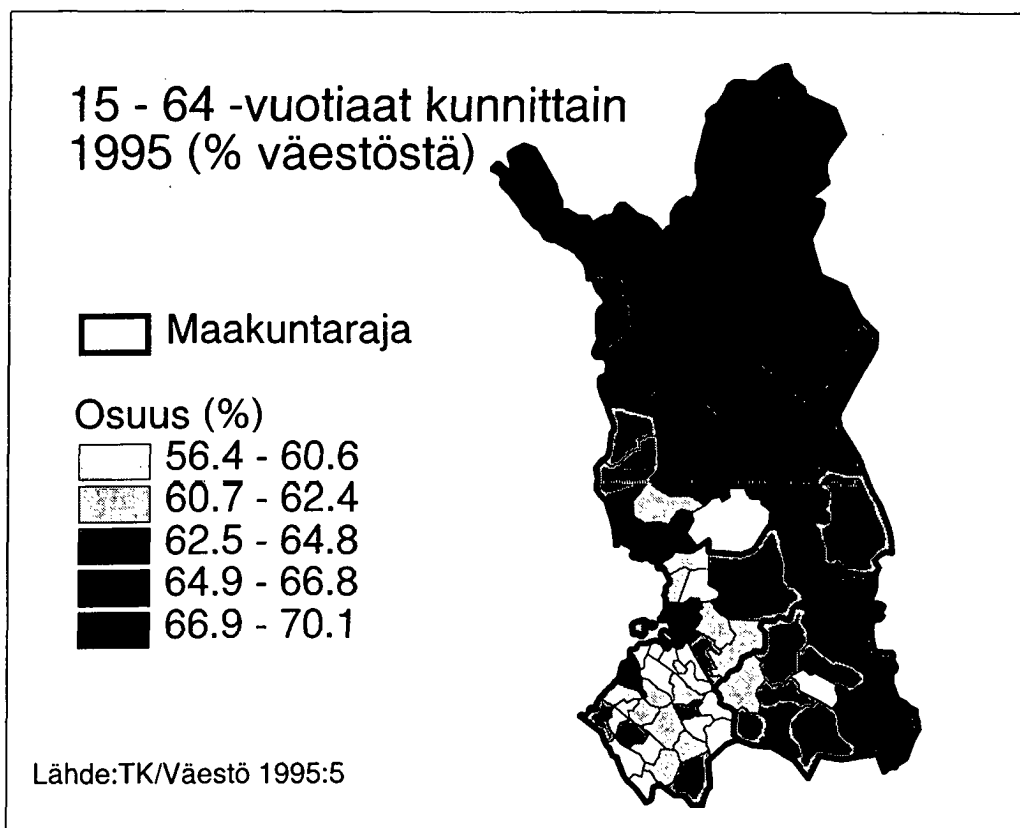 15 - 64 -vuotiaat kunnittain
1995 (% väestöstä)
Maakuntaraja
Osuus (%)
56.4 - 60.6
60.7 - 62.4
62.5 - 64.8
64.9 - 66.8
66.9 - 70.1
Lähde:TK/Väestö 1995:5